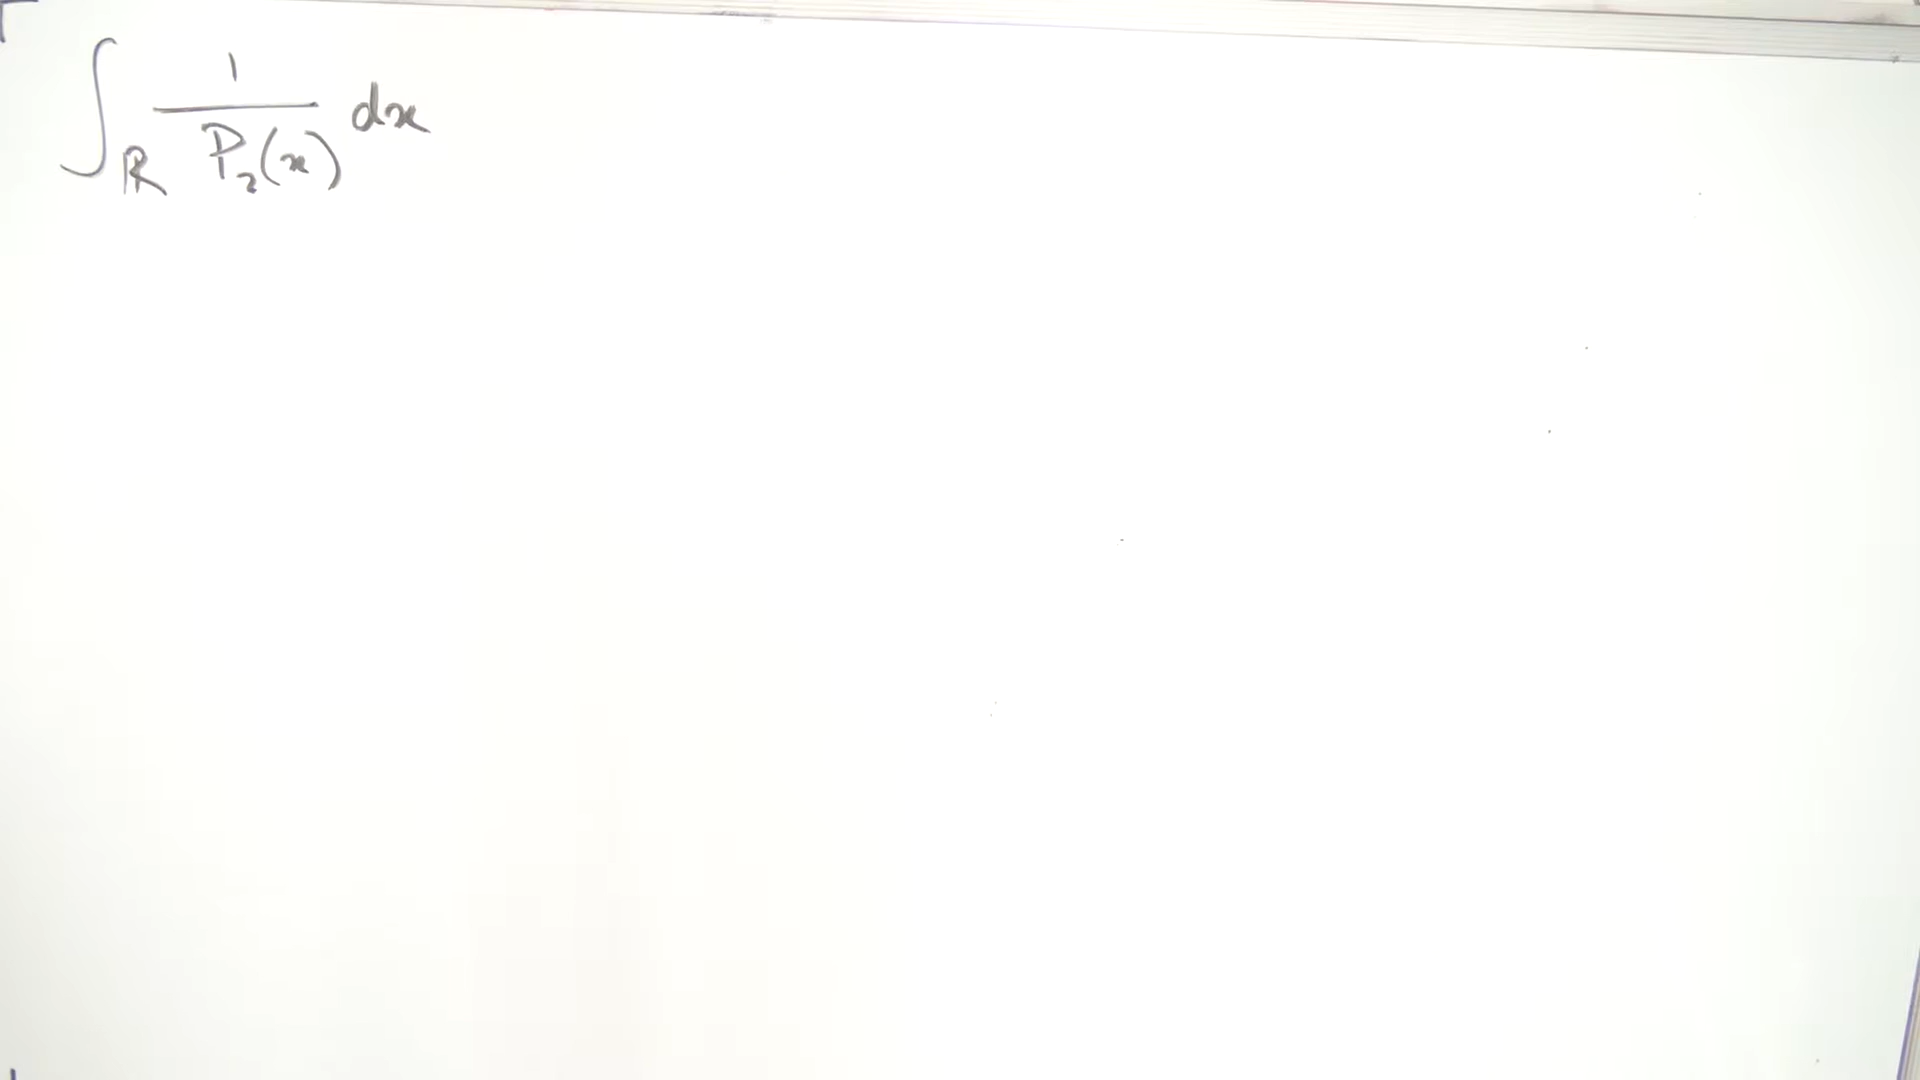 ∫_ℝ 1/P₂(x) dx